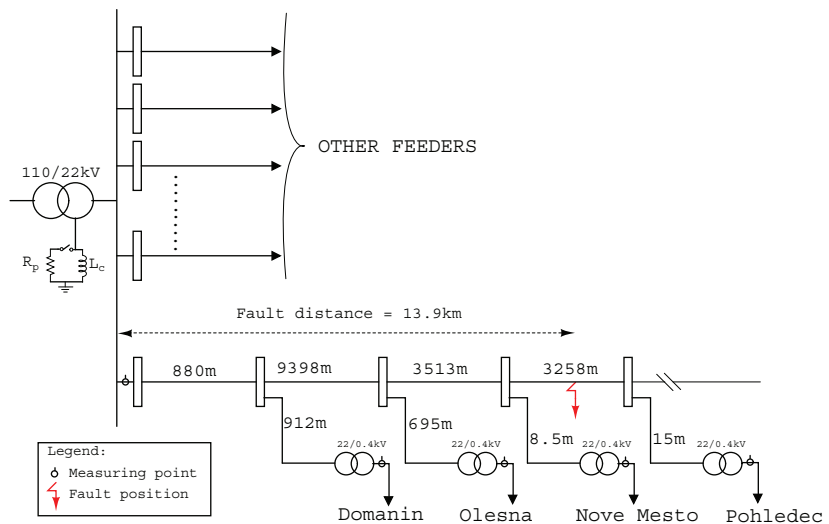 OTHER FEEDERS
110/22kV
Rp
Lc
Fault distance = 13.9km
880m
9398m
3513m
3258m
912m
695m
8.5m
15m
22/0.4kV
22/0.4kV
22/0.4kV
22/0.4kV
Legend:
Measuring point
Fault position
Domanin
Olesna
Nove Mesto
Pohledec